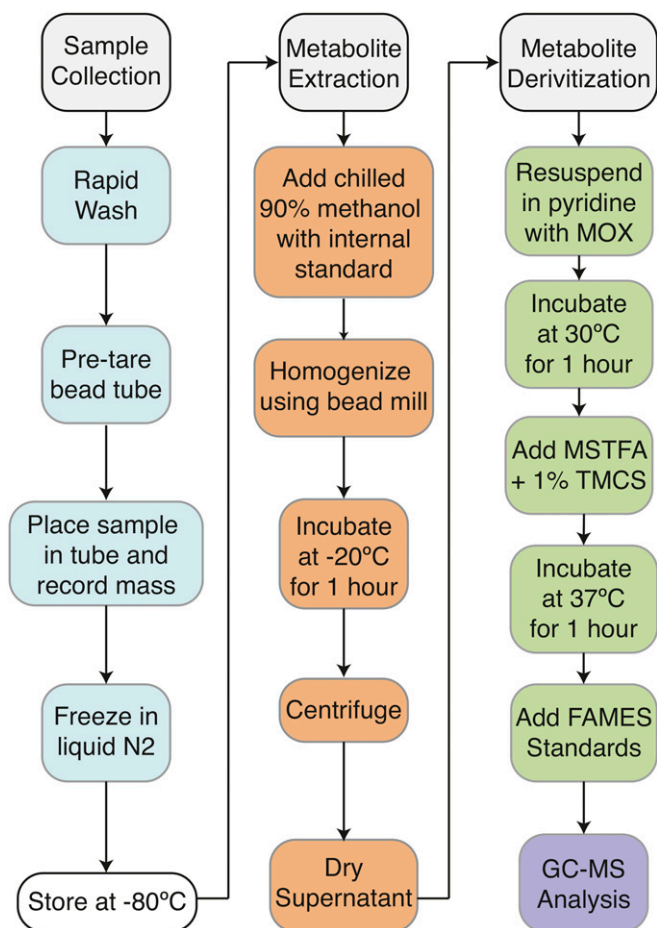 Sample
Collection
Rapid
Wash
Pre-tare
bead tube
Place sample
in tube and
record mass
Freeze in
liquid N2
Store at -80ºC
Metabolite
Extraction
Add chilled
90% methanol
with internal
standard
Homogenize
using bead mill
Incubate
at -20ºC
for 1 hour
Centrifuge
Dry
Supernatant
Metabolite
Derivitization
Resuspend
in pyridine
with MOX
Incubate
at 30ºC
for 1 hour
Add MSTFA
+ 1% TMCS
Incubate
at 37ºC
for 1 hour
Add FAMES
Standards
GC-MS
Analysis